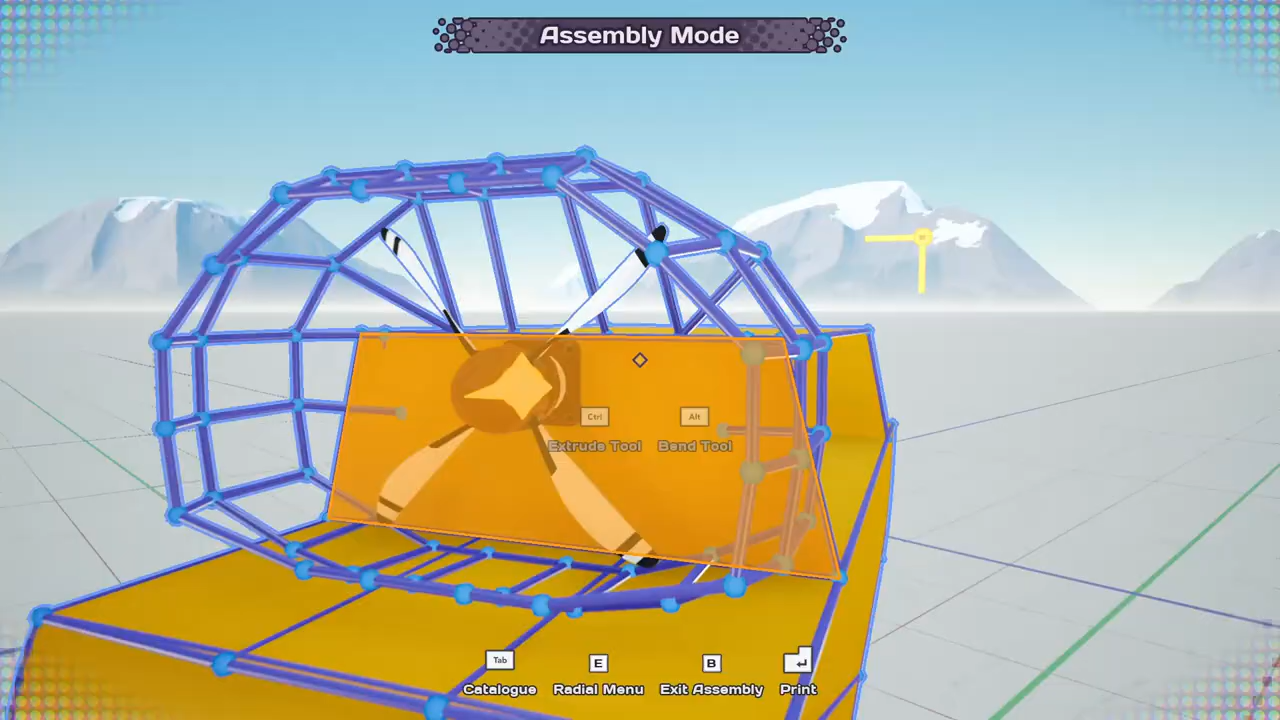 Assembly Mode
Ctrl Alt
Extrude Tool Bend Tool
Tab E B
Catalogue Radial Menu Exit Assembly Print